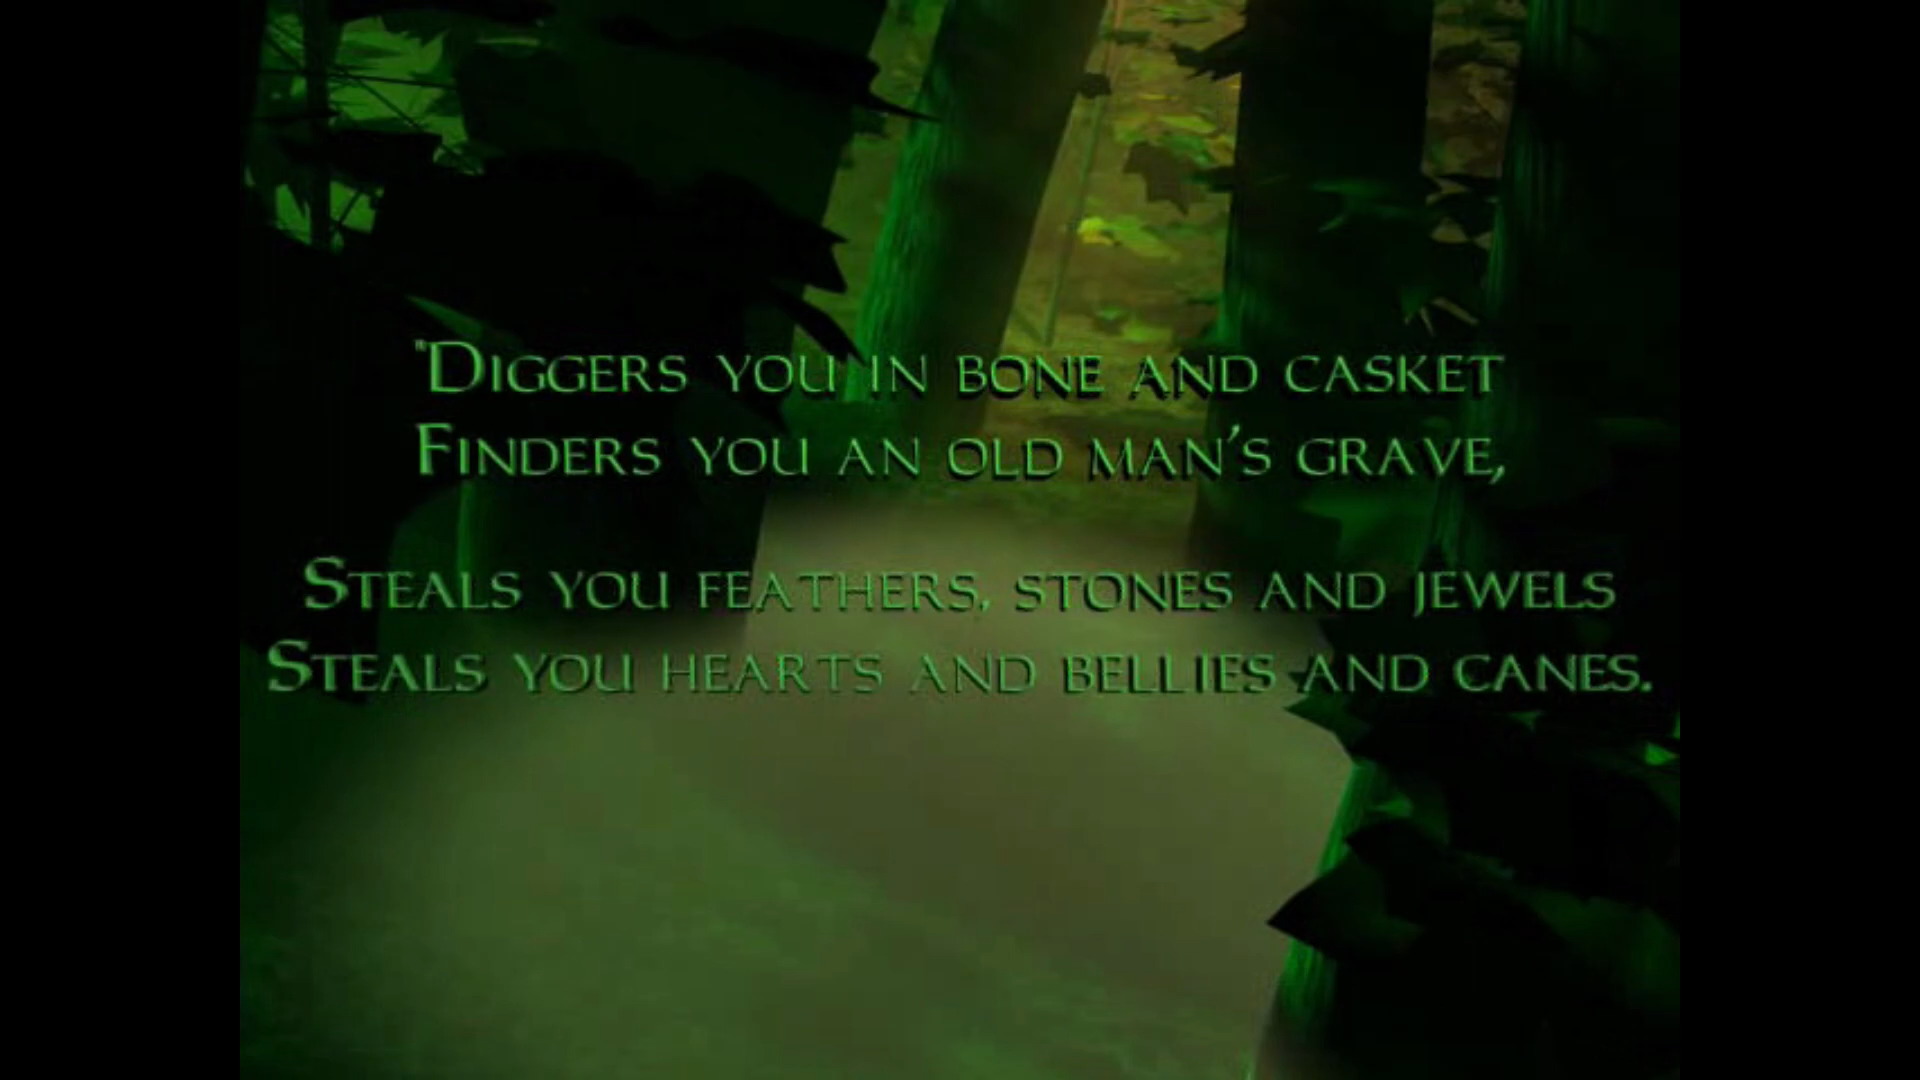 "Diggers you in bone and casket
Finders you an old man's grave,
Steals you feathers, stones and jewels
Steals you hearts and bellies and canes.